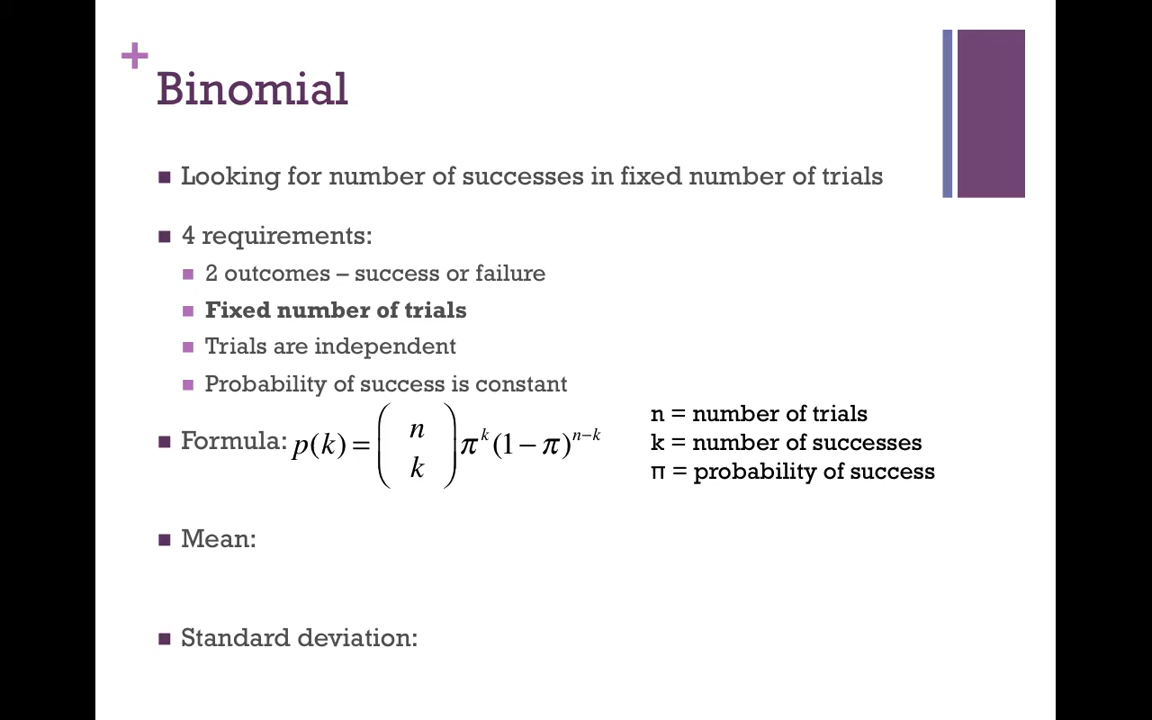 +
Binomial
Looking for number of successes in fixed number of trials
4 requirements:
2 outcomes – success or failure
Fixed number of trials
Trials are independent
Probability of success is constant
Formula: p(k) = (n k) π^k (1 − π)^(n−k)
n = number of trials
k = number of successes
π = probability of success
Mean:
Standard deviation: